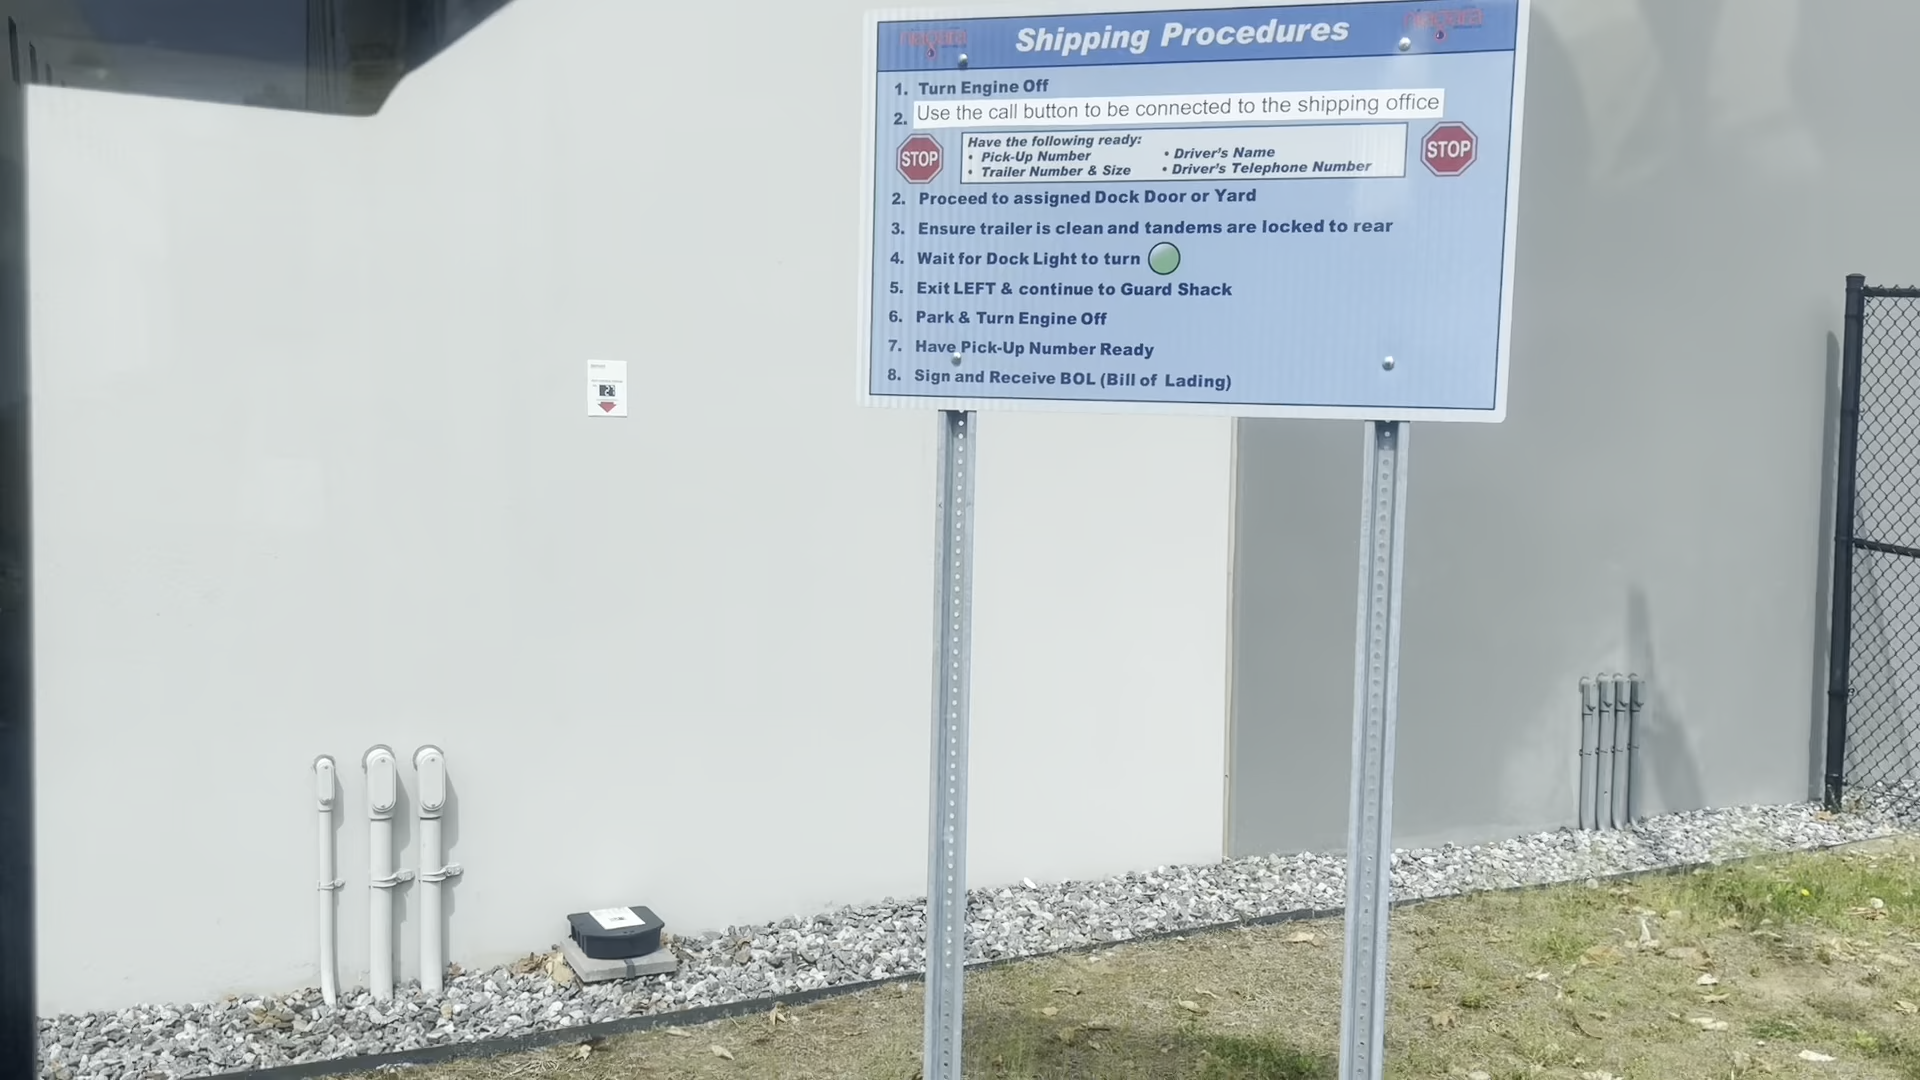 niagara Shipping Procedures niagara
1. Turn Engine Off
2. Use the call button to be connected to the shipping office
STOP
Have the following ready:
• Pick-Up Number
• Trailer Number & Size
• Driver's Name
• Driver's Telephone Number
STOP
2. Proceed to assigned Dock Door or Yard
3. Ensure trailer is clean and tandems are locked to rear
4. Wait for Dock Light to turn
5. Exit LEFT & continue to Guard Shack
6. Park & Turn Engine Off
7. Have Pick-Up Number Ready
8. Sign and Receive BOL (Bill of Lading)